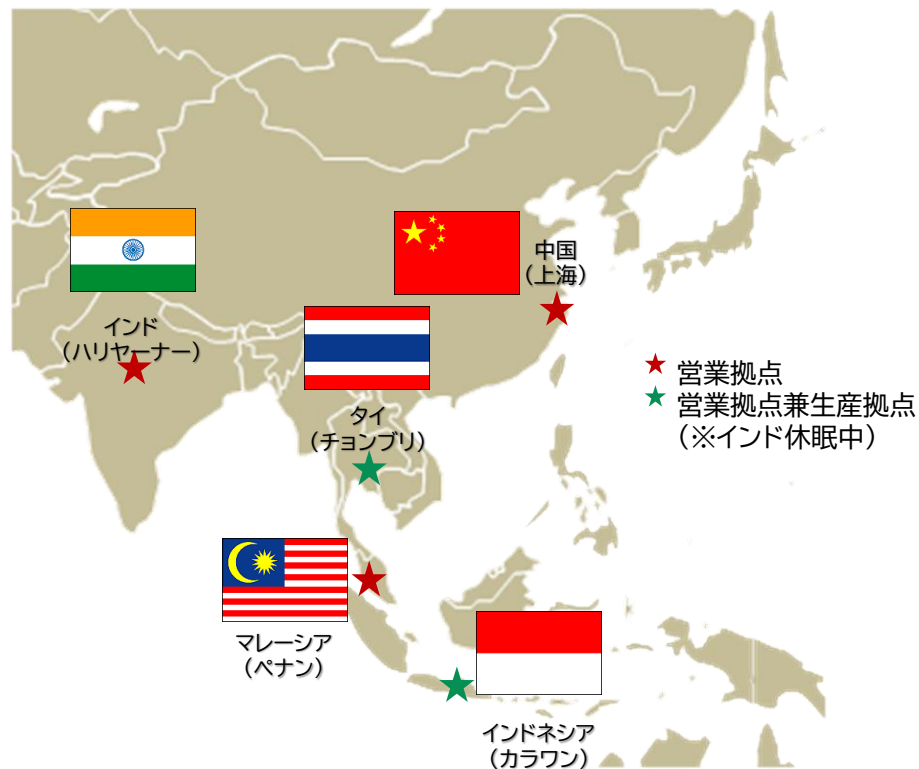 中国
（上海）
インド
（ハリヤーナー）
タイ
（チョンブリ）
営業拠点
営業拠点兼生産拠点
（※インド休眠中）
マレーシア
（ペナン）
インドネシア
（カラワン）